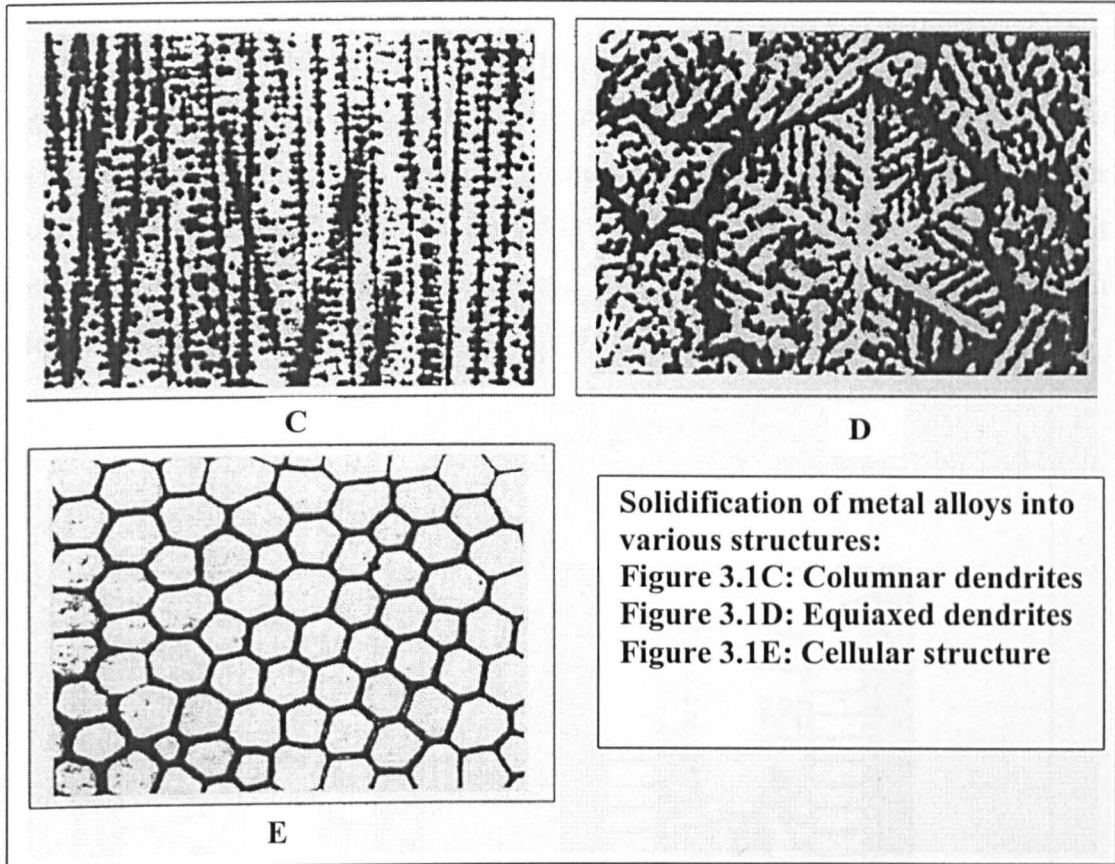 C
D
Solidification of metal alloys into
various structures:
Figure 3.1C: Columnar dendrites
Figure 3.1D: Equiaxed dendrites
Figure 3.1E: Cellular structure
E